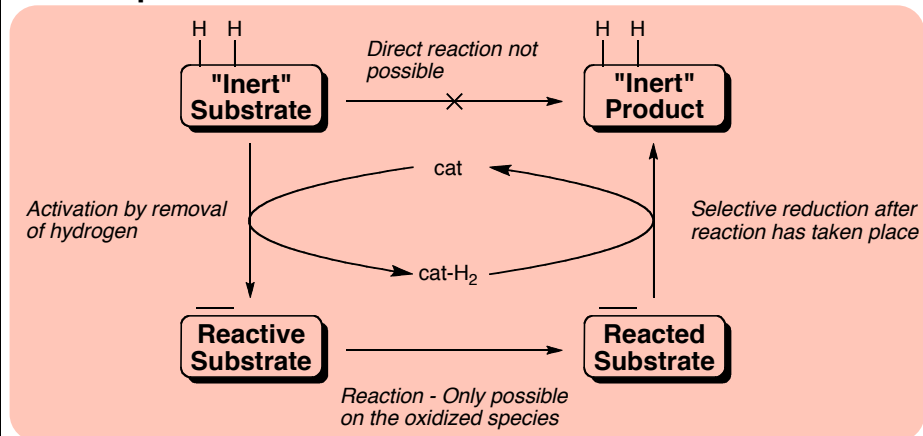 H H
Direct reaction not
possible
H H
"Inert"
Substrate
"Inert"
Product
cat
Activation by removal
of hydrogen
Selective reduction after
reaction has taken place
cat-H2
Reactive
Substrate
Reacted
Substrate
Reaction - Only possible
on the oxidized species